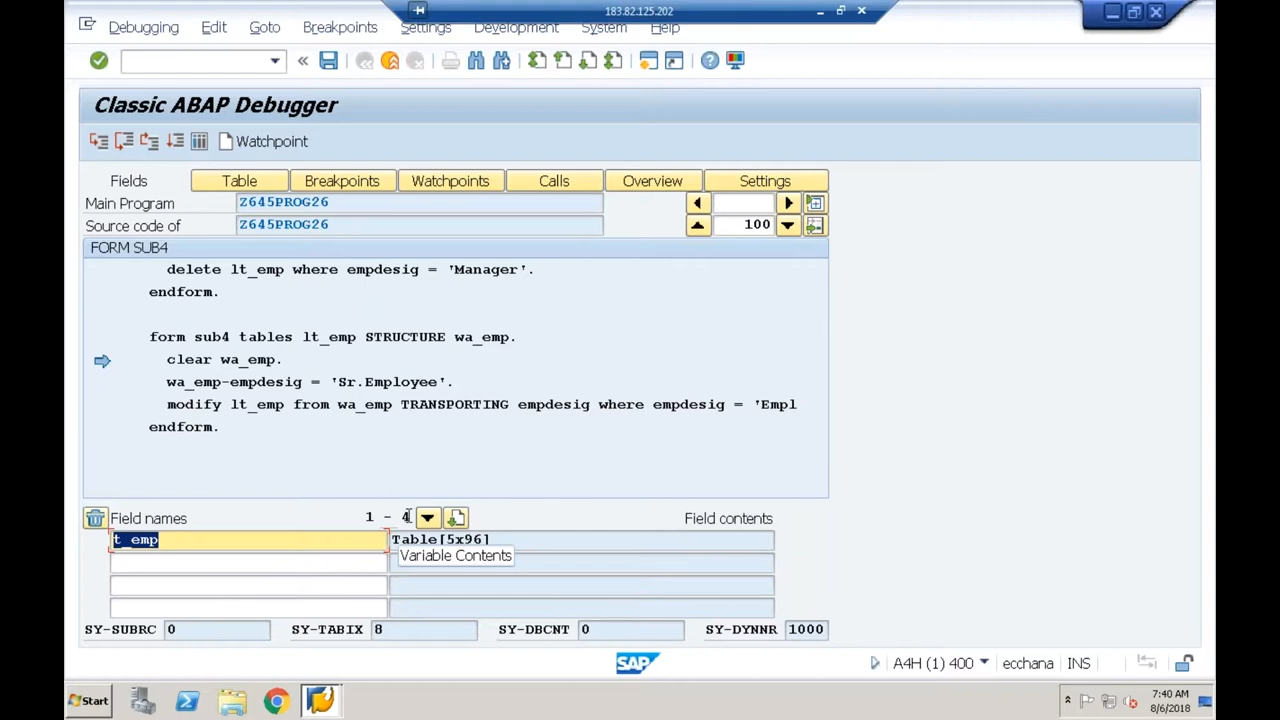 183.82.125.202
Debugging Edit Goto Breakpoints Settings Development System Help
Classic ABAP Debugger
Watchpoint
Fields Table Breakpoints Watchpoints Calls Overview Settings
Main Program Z645PROG26
Source code of Z645PROG26 100
FORM SUB4
delete lt_emp where empdesig = 'Manager'.
endform.
form sub4 tables lt_emp STRUCTURE wa_emp.
clear wa_emp.
wa_emp-empdesig = 'Sr.Employee'.
modify lt_emp from wa_emp TRANSPORTING empdesig where empdesig = 'Empl
endform.
Field names 1 - 4 Field contents
t_emp Table[5x96]
Variable Contents
SY-SUBRC 0 SY-TABIX 8 SY-DBCNT 0 SY-DYNNR 1000
SAP
A4H (1) 400 ecchana INS
Start 7:40 AM
8/6/2018